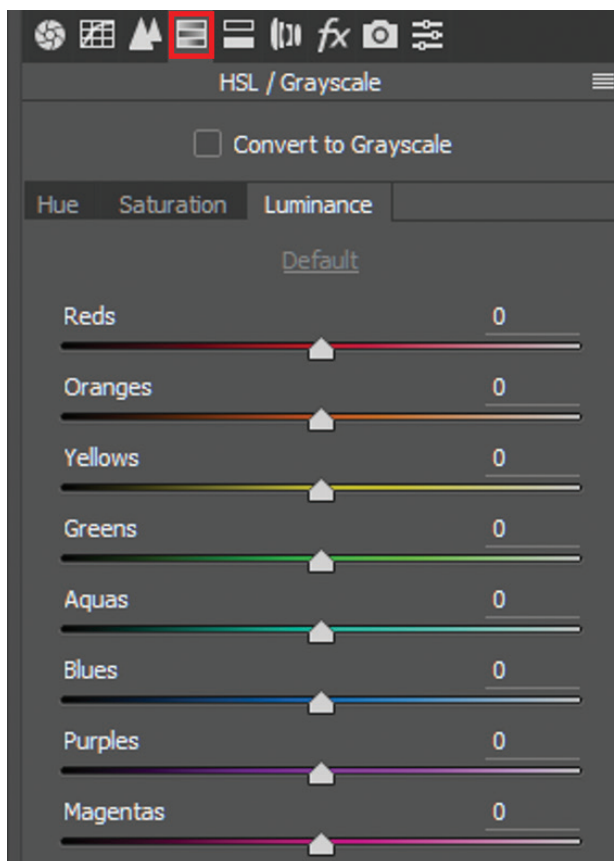 fx
HSL / Grayscale
Convert to Grayscale
Hue Saturation Luminance
Default
Reds 0
Oranges 0
Yellows 0
Greens 0
Aquas 0
Blues 0
Purples 0
Magentas 0